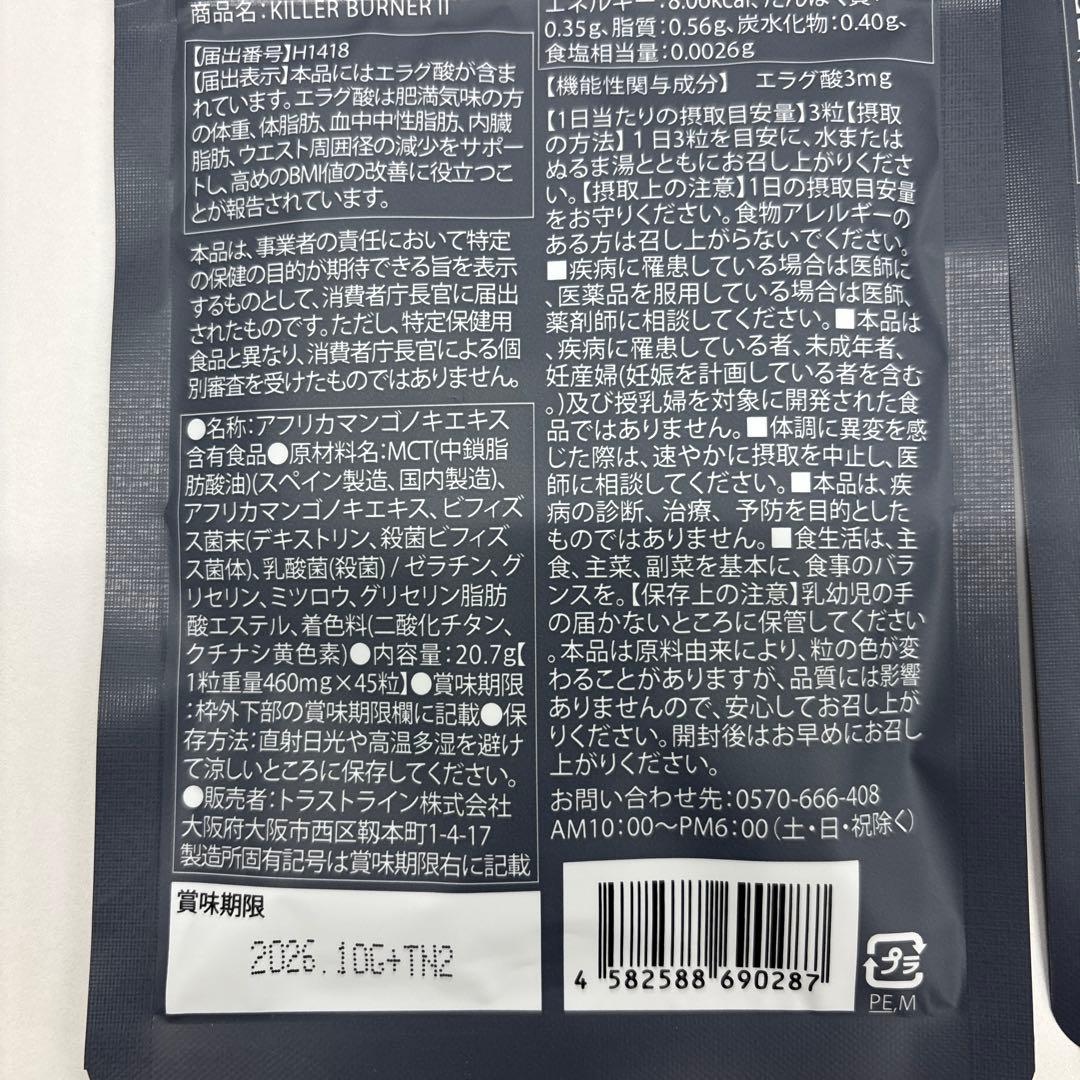 商品名:KILLER BURNER II
【届出番号】H1418
【届出表示】本品にはエラグ酸が含ま
れています。エラグ酸は肥満気味の方
の体重、体脂肪、血中中性脂肪、内臓
脂肪、ウエスト周囲径の減少をサポー
トし、高めのBMI値の改善に役立つこ
とが報告されています。
本品は、事業者の責任において特定
の保健の目的が期待できる旨を表示
するものとして、消費者庁長官に届出
されたものです。ただし、特定保健用
食品と異なり、消費者庁長官による個
別審査を受けたものではありません。
●名称:アフリカマンゴノキエキス
含有食品●原材料名:MCT(中鎖脂
肪酸油)(スペイン製造、国内製造)、
アフリカマンゴノキエキス、ビフィズ
ス菌末(デキストリン、殺菌ビフィズ
ス菌体)、乳酸菌(殺菌) / ゼラチン、グ
リセリン、ミツロウ、グリセリン脂肪
酸エステル、着色料(二酸化チタン、
クチナシ黄色素)●内容量:20.7g【
1粒重量460mg×45粒】●賞味期限
:枠外下部の賞味期限欄に記載●保
存方法:直射日光や高温多湿を避け
て涼しいところに保存してください。
●販売者:トラストライン株式会社
大阪府大阪市西区靱本町1-4-17
製造所固有記号は賞味期限右に記載
賞味期限
2026.10G+TN2
エネルギー:8.06kcal、たんぱく質:
0.35g、脂質:0.56g、炭水化物:0.40g、
食塩相当量:0.0026g
【機能性関与成分】 エラグ酸3mg
【1日当たりの摂取目安量】3粒【摂取
の方法】1日3粒を目安に、水または
ぬるま湯とともにお召し上がりくださ
い。【摂取上の注意】1日の摂取目安量
をお守りください。食物アレルギーの
ある方は召し上がらないでください。
■疾病に罹患している場合は医師に
、医薬品を服用している場合は医師、
薬剤師に相談してください。■本品は
、疾病に罹患している者、未成年者、
妊産婦(妊娠を計画している者を含む
。)及び授乳婦を対象に開発された食
品ではありません。■体調に異変を感
じた際は、速やかに摂取を中止し、医
師に相談してください。■本品は、疾
病の診断、治療、予防を目的とした
ものではありません。■食生活は、主
食、主菜、副菜を基本に、食事のバラ
ンスを。【保存上の注意】乳幼児の手
の届かないところに保管してください
。本品は原料由来により、粒の色が変
わることがありますが、品質には影響
ありませんので、安心してお召し上が
りください。開封後はお早めにお召し
上がりください。
お問い合わせ先:0570-666-408
AM10:00〜PM6:00(土・日・祝除く)
4 582588 690287
プラ
PE,M